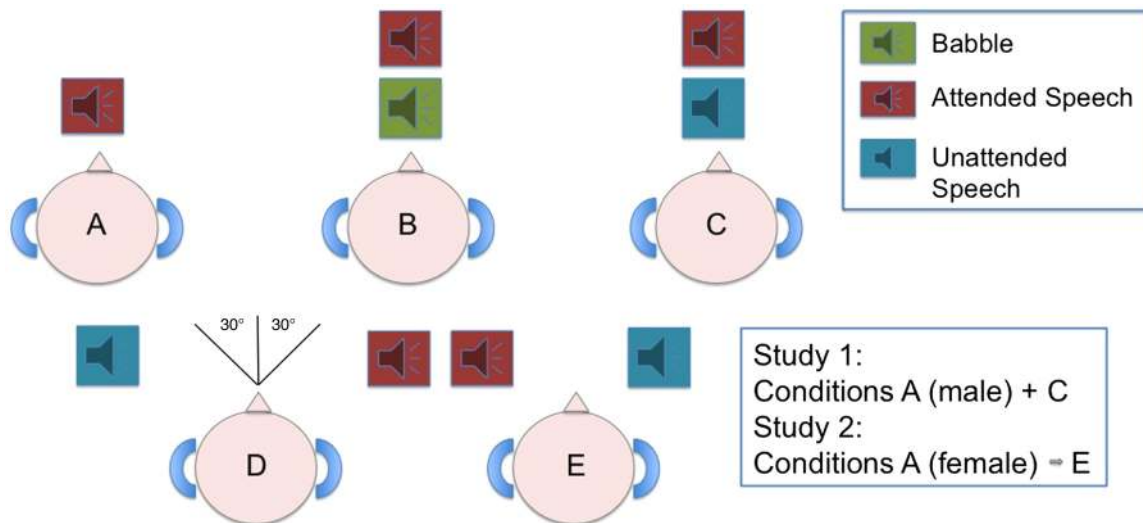 Babble
Attended Speech
Unattended
Speech
A
B
C
30° 30°
D
E
Study 1:
Conditions A (male) + C
Study 2:
Conditions A (female) ⇒ E